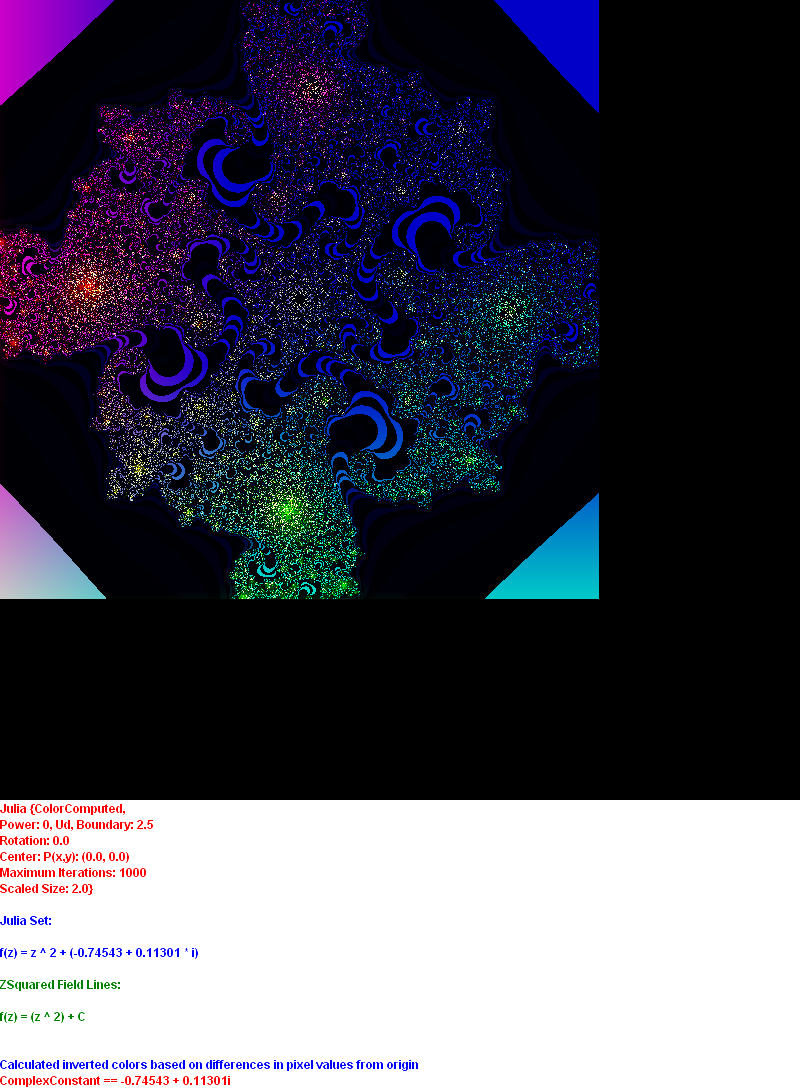 Julia {ColorComputed,
Power: 0, Ud, Boundary: 2.5
Rotation: 0.0
Center: P(x,y): (0.0, 0.0)
Maximum Iterations: 1000
Scaled Size: 2.0}
Julia Set:
f(z) = z ^ 2 + (-0.74543 + 0.11301 * i)
ZSquared Field Lines:
f(z) = (z ^ 2) + C
Calculated inverted colors based on differences in pixel values from origin
ComplexConstant == -0.74543 + 0.11301i